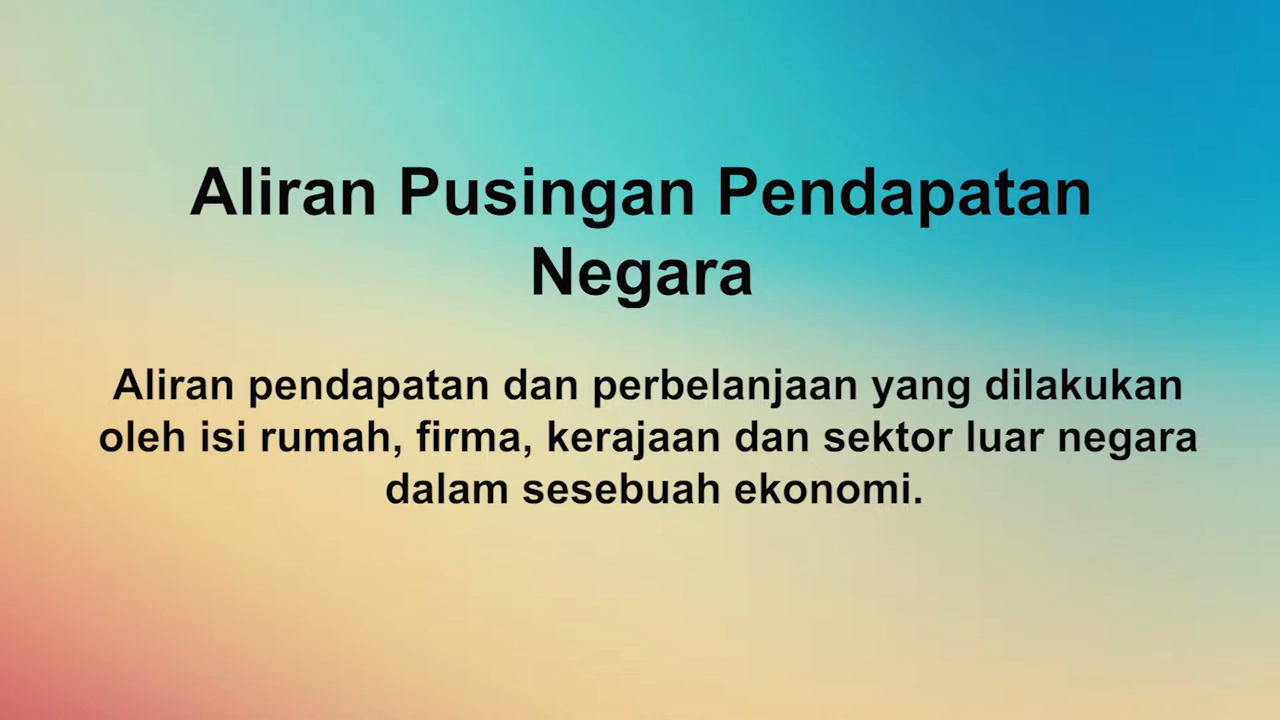 Aliran Pusingan Pendapatan
Negara
Aliran pendapatan dan perbelanjaan yang dilakukan
oleh isi rumah, firma, kerajaan dan sektor luar negara
dalam sesebuah ekonomi.